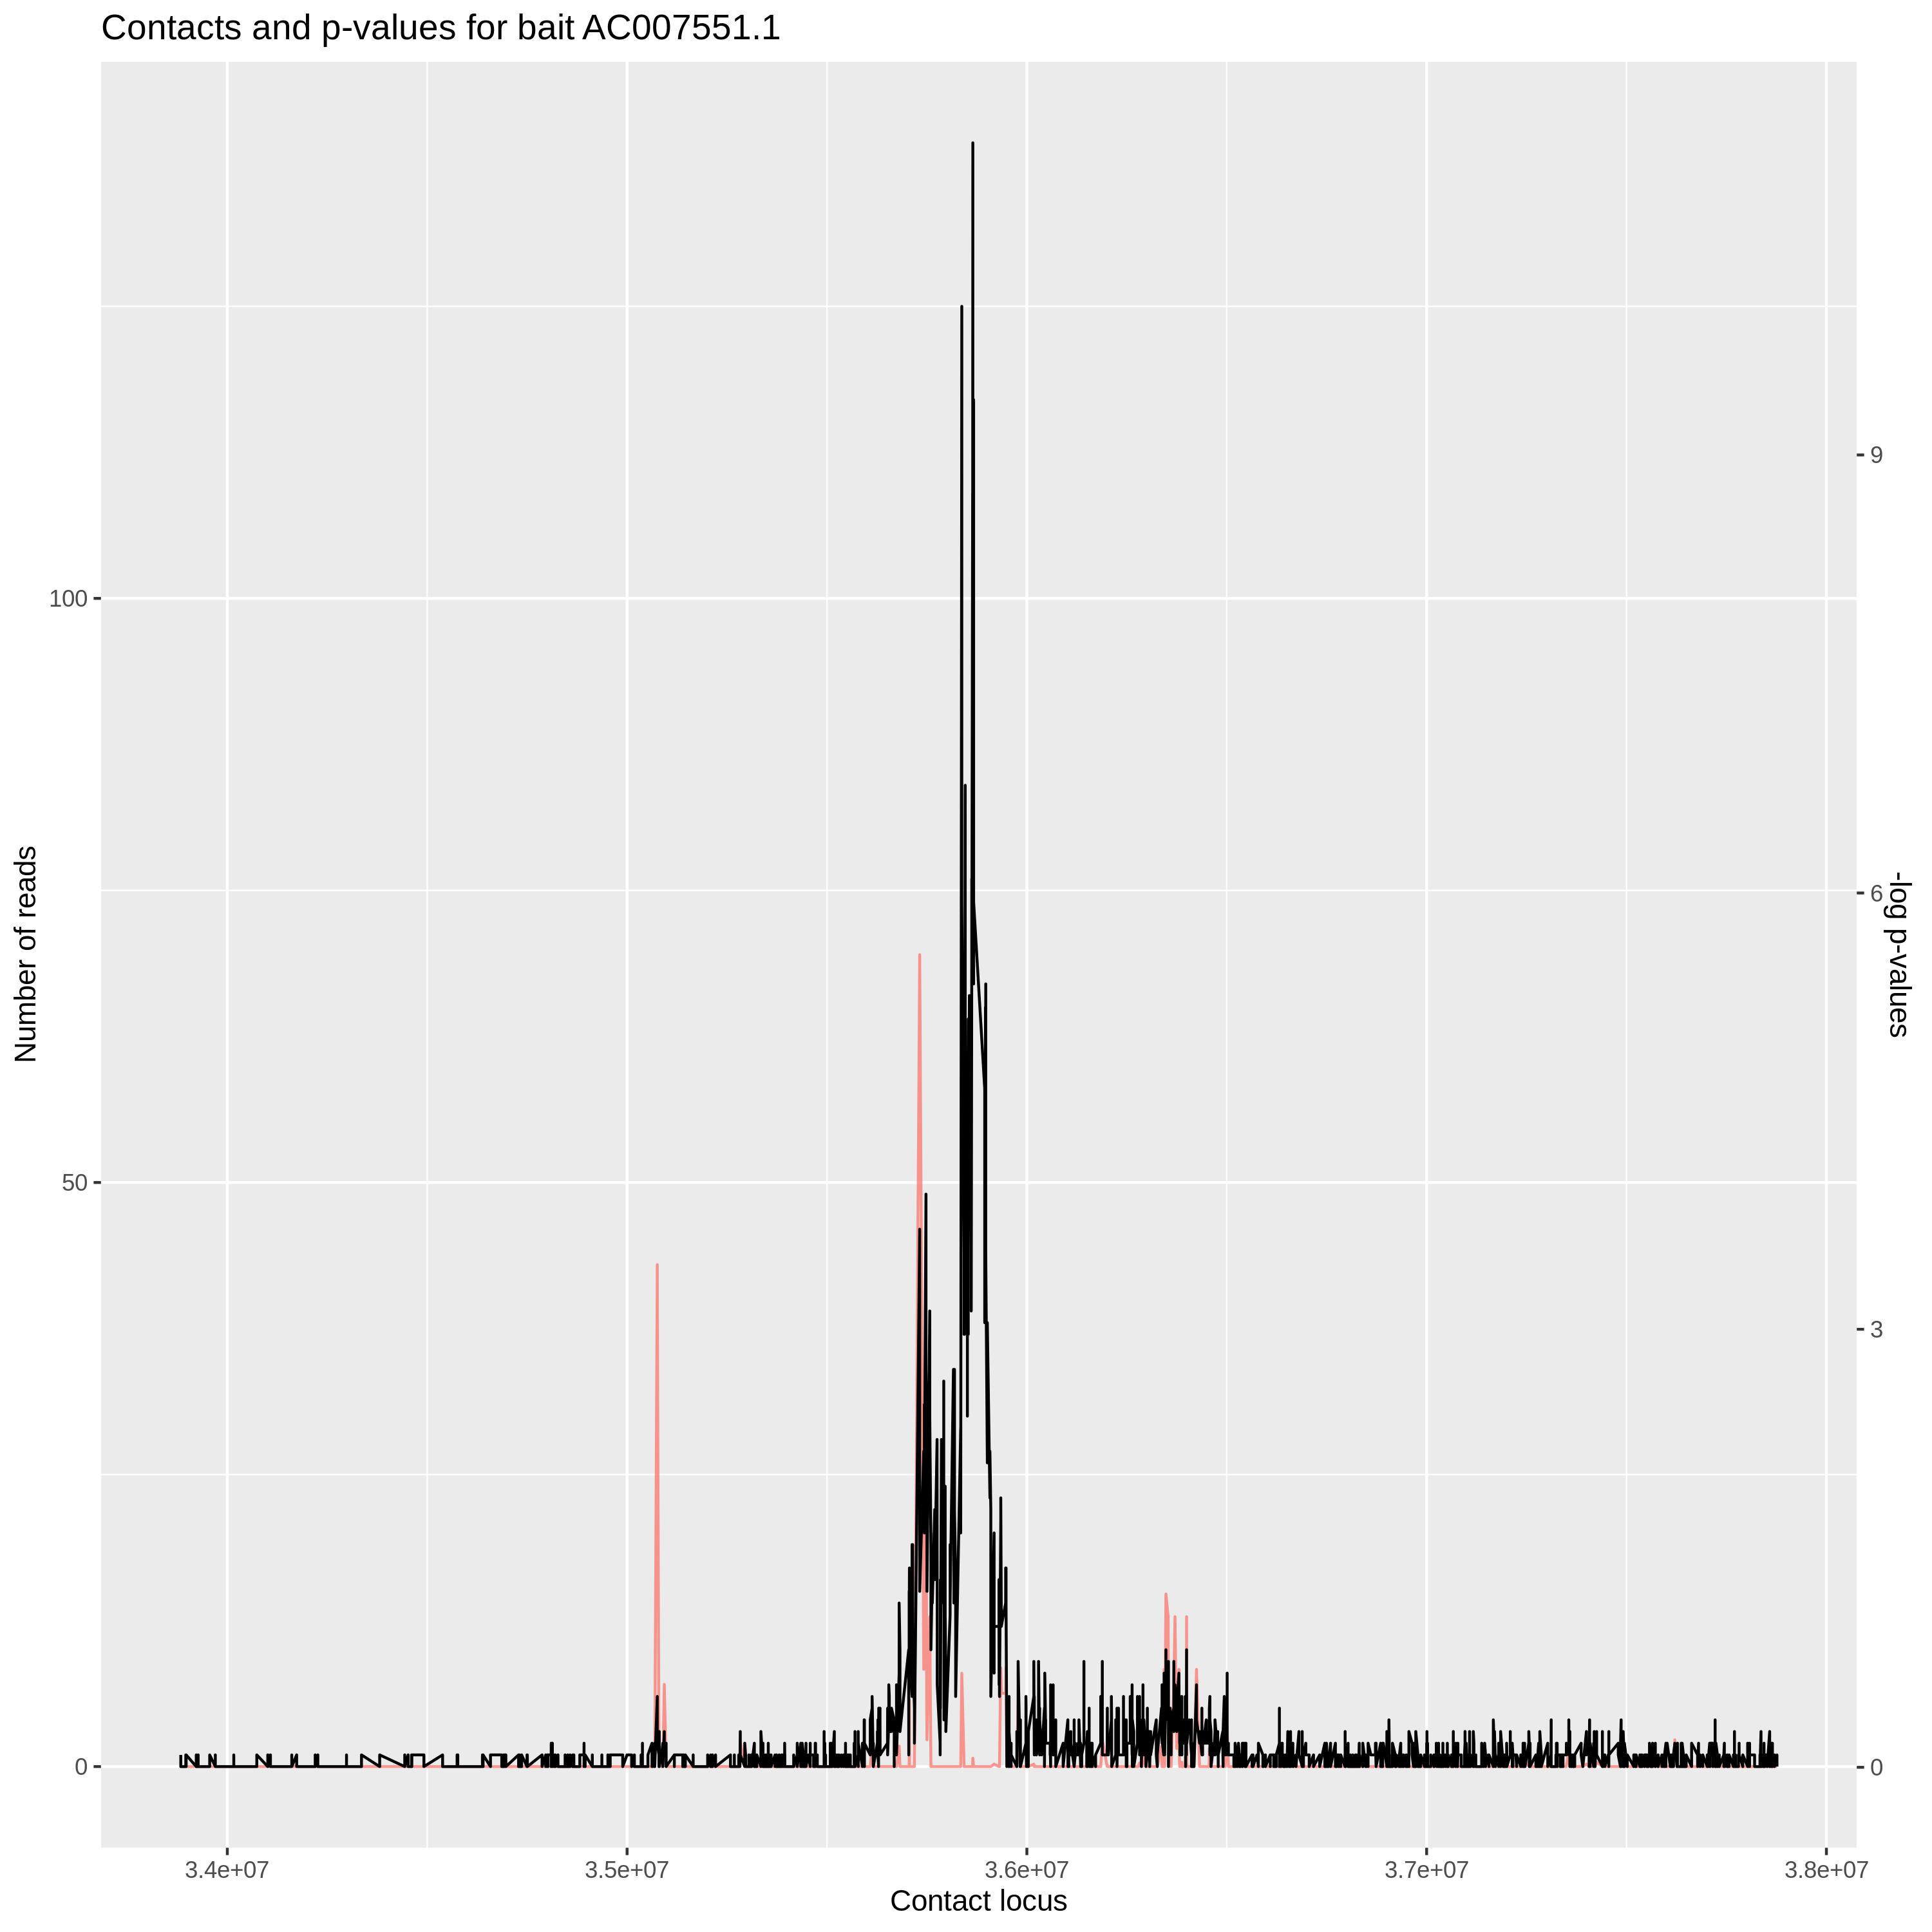 Contacts and p-values for bait AC007551.1
Number of reads
100
50
0
9
6
3
0
-log p-values
3.4e+07 3.5e+07 3.6e+07 3.7e+07 3.8e+07
Contact locus